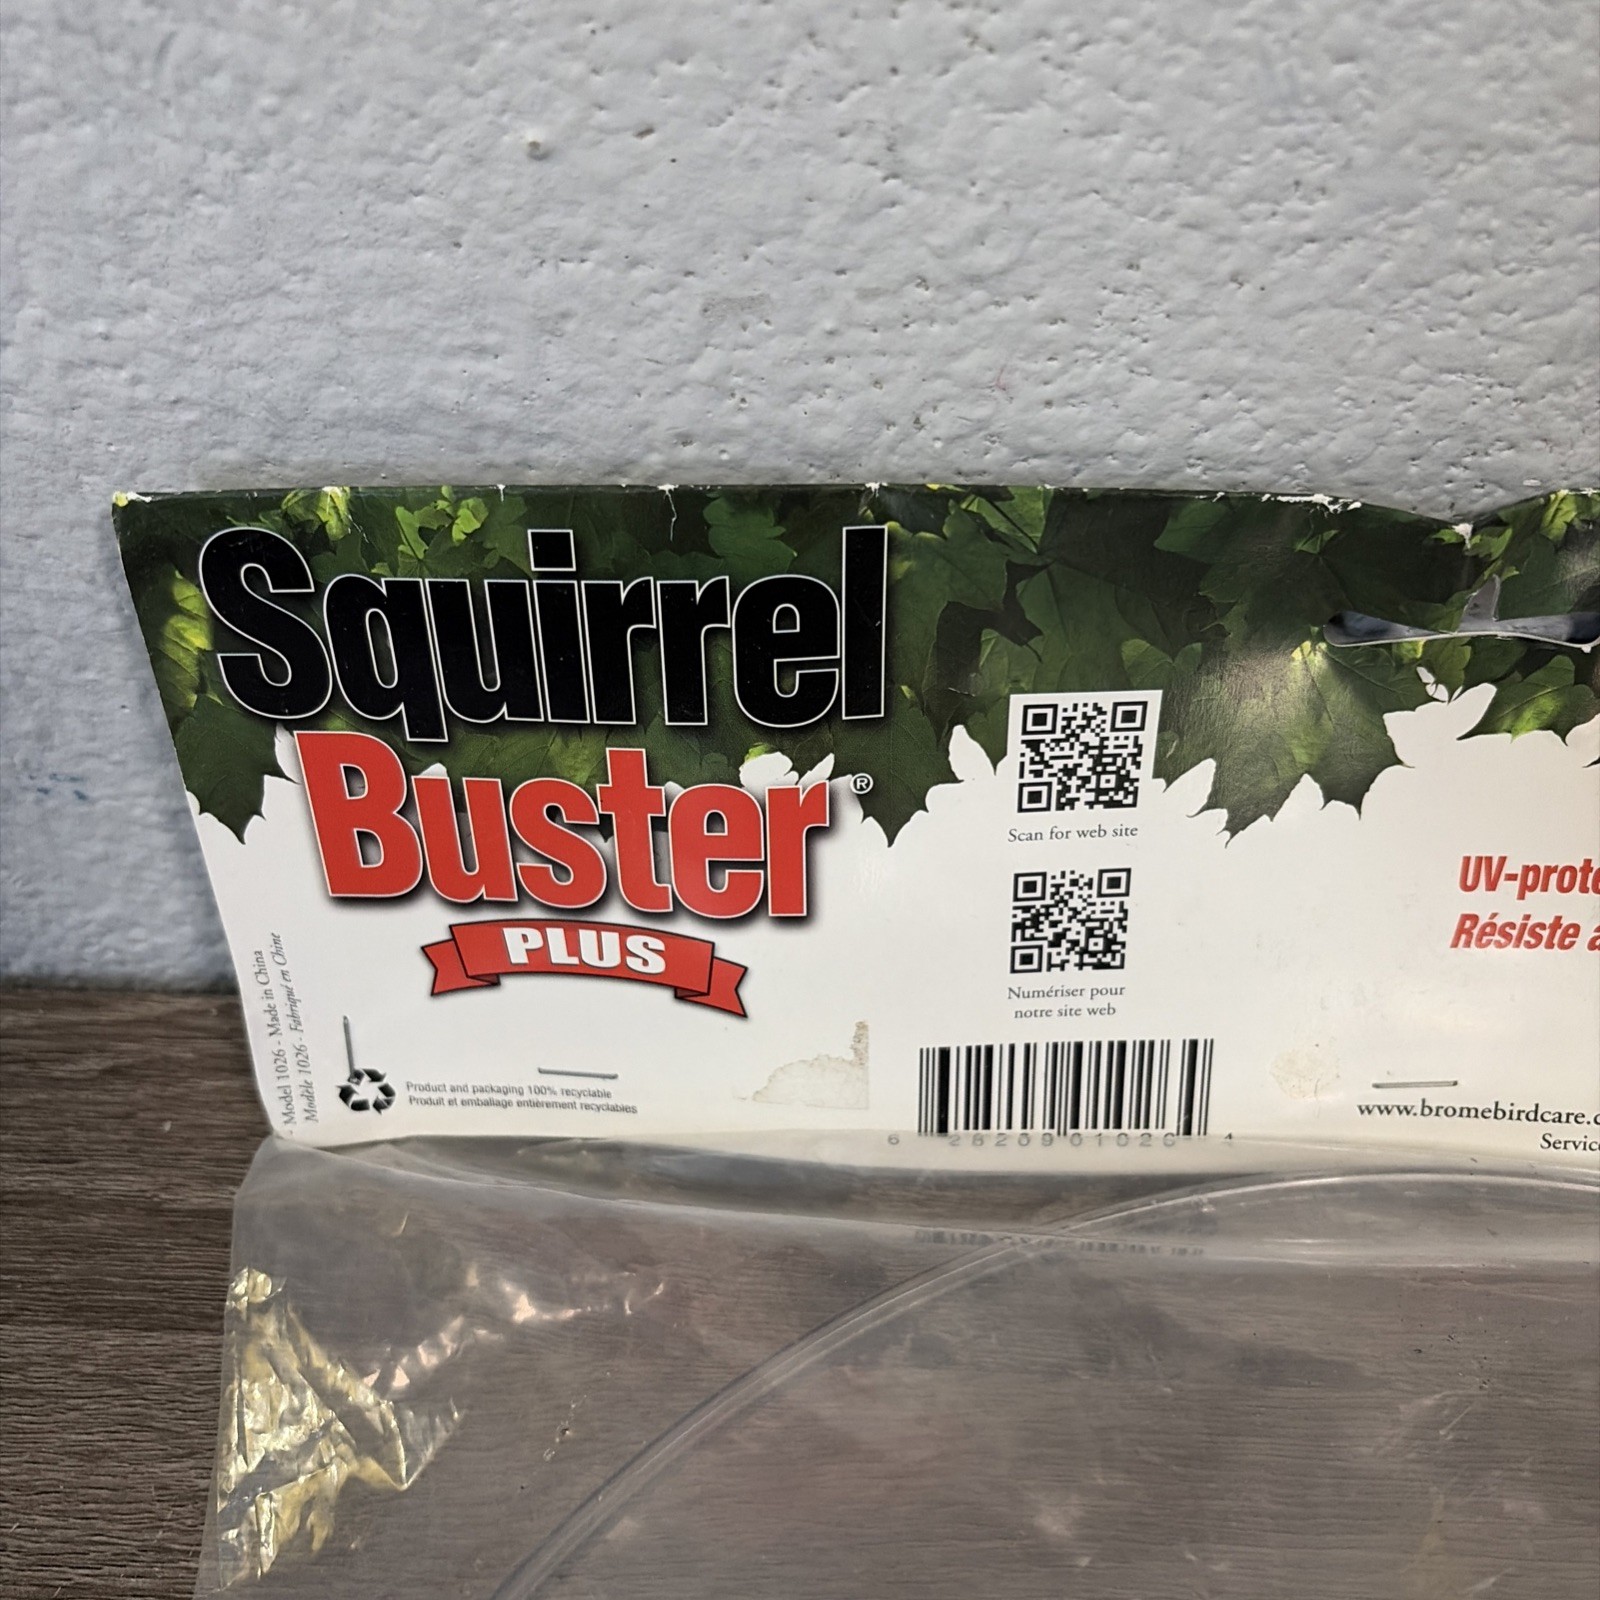 Squirrel
Buster®
PLUS
Scan for web site
Numériser pour
notre site web
Model 1026 - Made in China
Modèle 1026 - Fabriqué en Chine
Product and packaging 100% recyclable
Produit et emballage entièrement recyclables
UV-prote
Résiste à
www.bromebirdcare.c
Servic